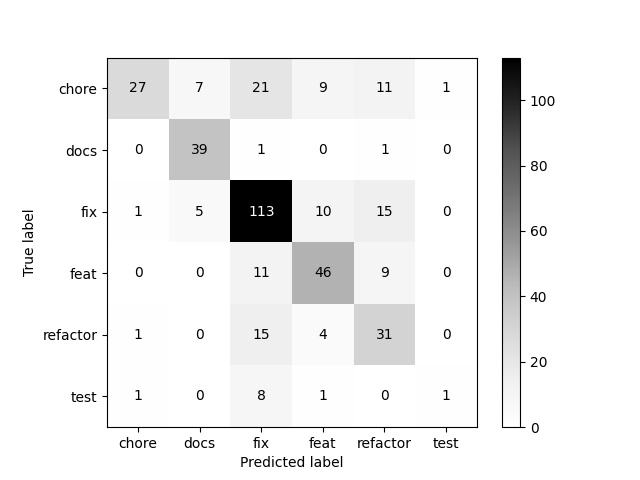 chore 27 7 21 9 11 1
docs 0 39 1 0 1 0
fix 1 5 113 10 15 0
feat 0 0 11 46 9 0
refactor 1 0 15 4 31 0
test 1 0 8 1 0 1
chore docs fix feat refactor test
Predicted label
True label
100
80
60
40
20
0